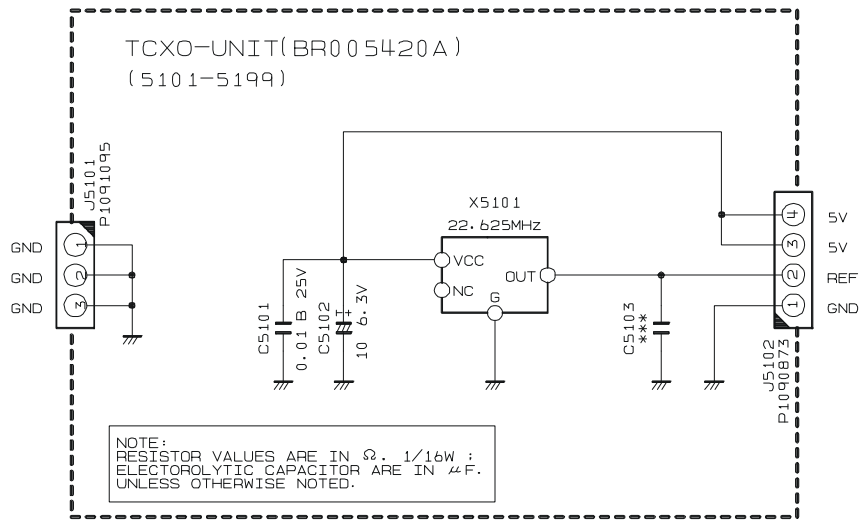 TCXO-UNIT(BR005420A)
(5101-5199)
J5101
P1091095
GND
GND
GND
1
2
3
X5101
22.625MHz
VCC
NC
OUT
G
C5101
0.01 B 25V
C5102
T +
10 6.3V
C5103
***
4
3
2
1
5V
5V
REF
GND
J5102
P1090873
NOTE:
RESISTOR VALUES ARE IN Ω. 1/16W ;
ELECTOROLYTIC CAPACITOR ARE IN μF.
UNLESS OTHERWISE NOTED.